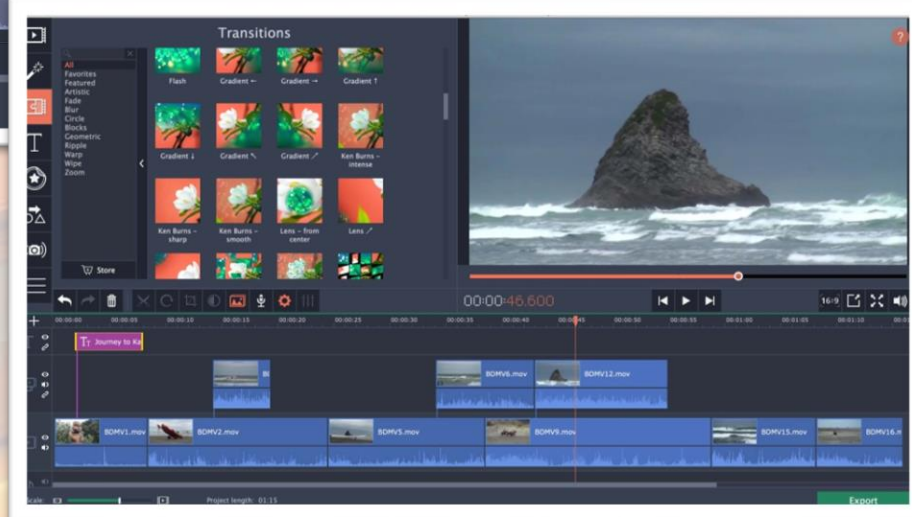 Transitions
All
Favorites
Featured
Artistic
Fade
Blur
Circle
Blocks
Geometric
Ripple
Warp
Wipe
Zoom
Store
Flash
Gradient ←
Gradient →
Gradient ↑
Gradient ↓
Gradient ↖
Gradient ↗
Ken Burns – intense
Ken Burns – sharp
Ken Burns – smooth
Lens – from center
Lens ↗
?
00:00:46.600
16:9
00:00:00 00:00:05 00:00:10 00:00:15 00:00:20 00:00:25 00:00:30 00:00:35 00:00:40 00:00:45 00:00:50 00:00:55 00:01:00 00:01:05 00:01:10
Tт Journey to Ka
BDMV6.mov BDMV12.mov
BDMV1.mov BDMV2.mov BDMV5.mov BDMV9.mov BDMV15.mov BDMV16.m
Project length: 01:15
Export